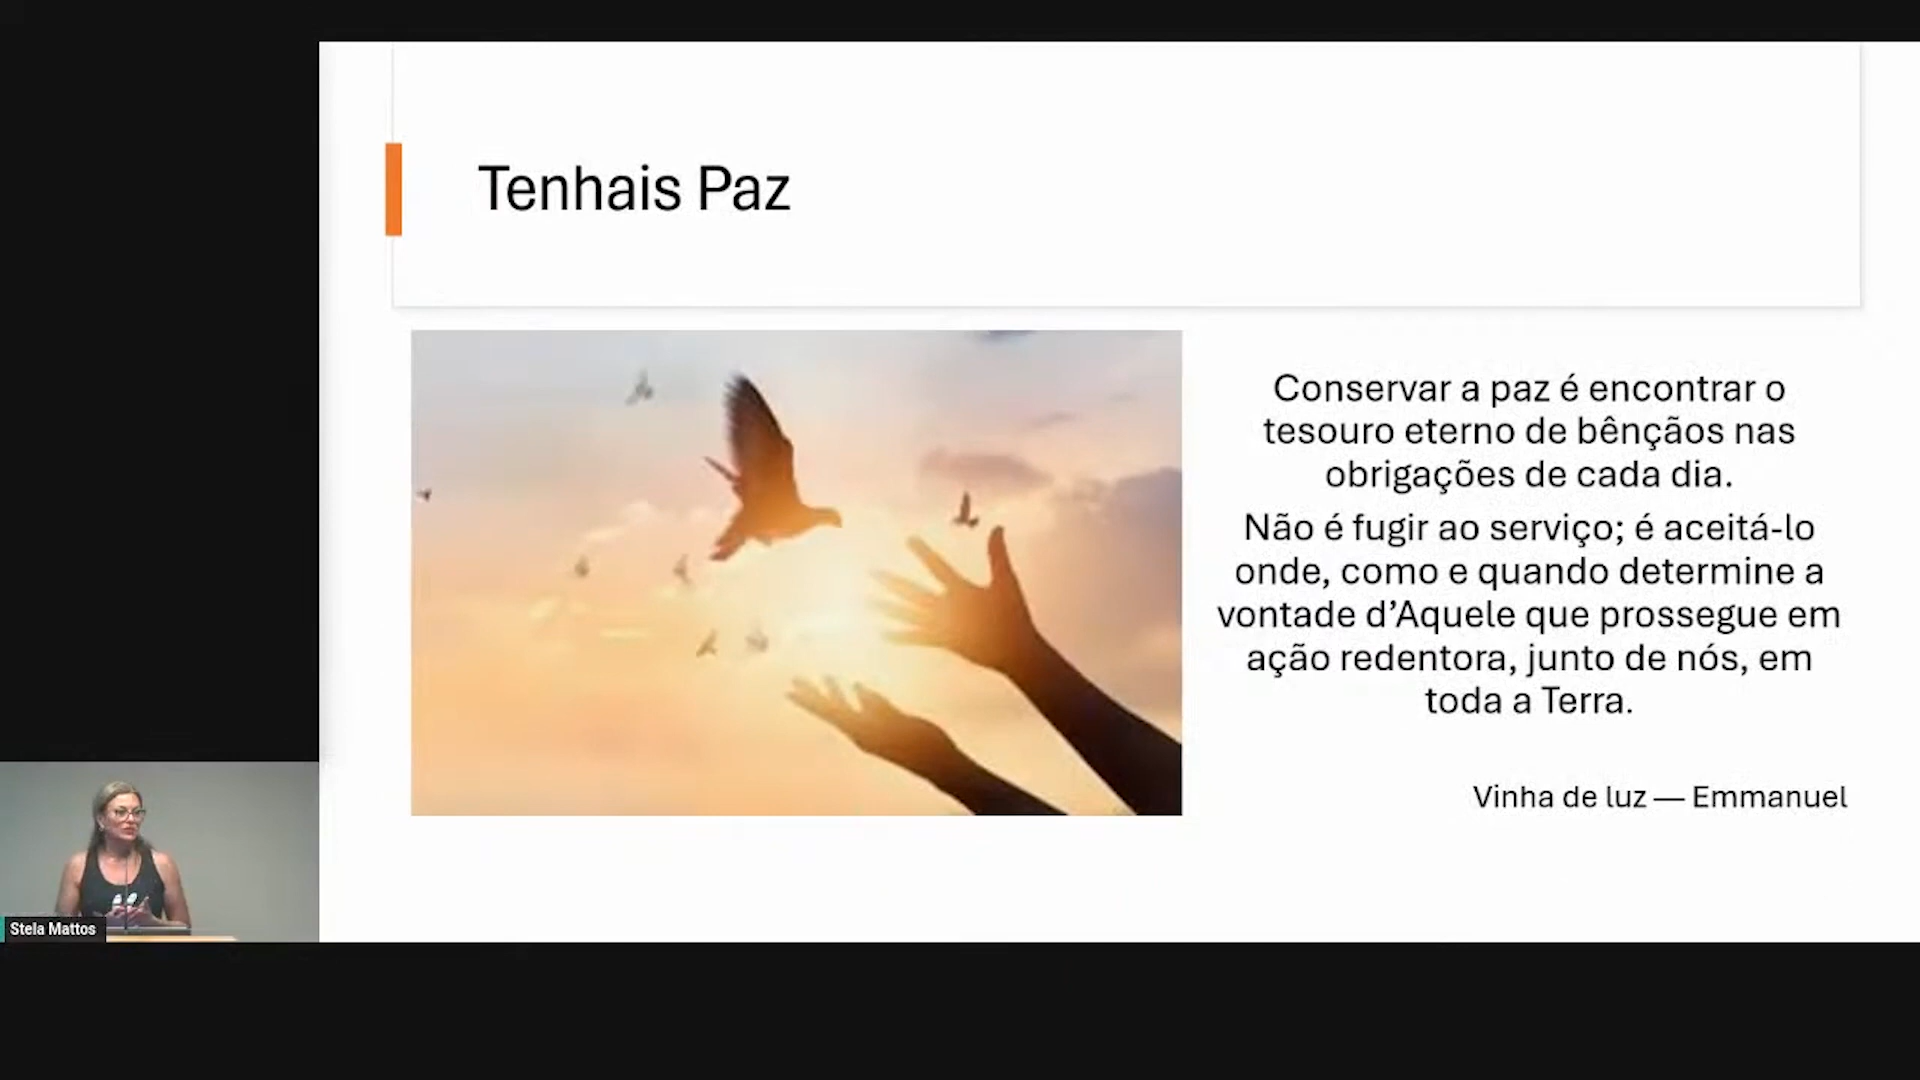 Tenhais Paz
Conservar a paz é encontrar o
tesouro eterno de bênçãos nas
obrigações de cada dia.
Não é fugir ao serviço; é aceitá-lo
onde, como e quando determine a
vontade d’Aquele que prossegue em
ação redentora, junto de nós, em
toda a Terra.
Vinha de luz — Emmanuel
Stela Mattos